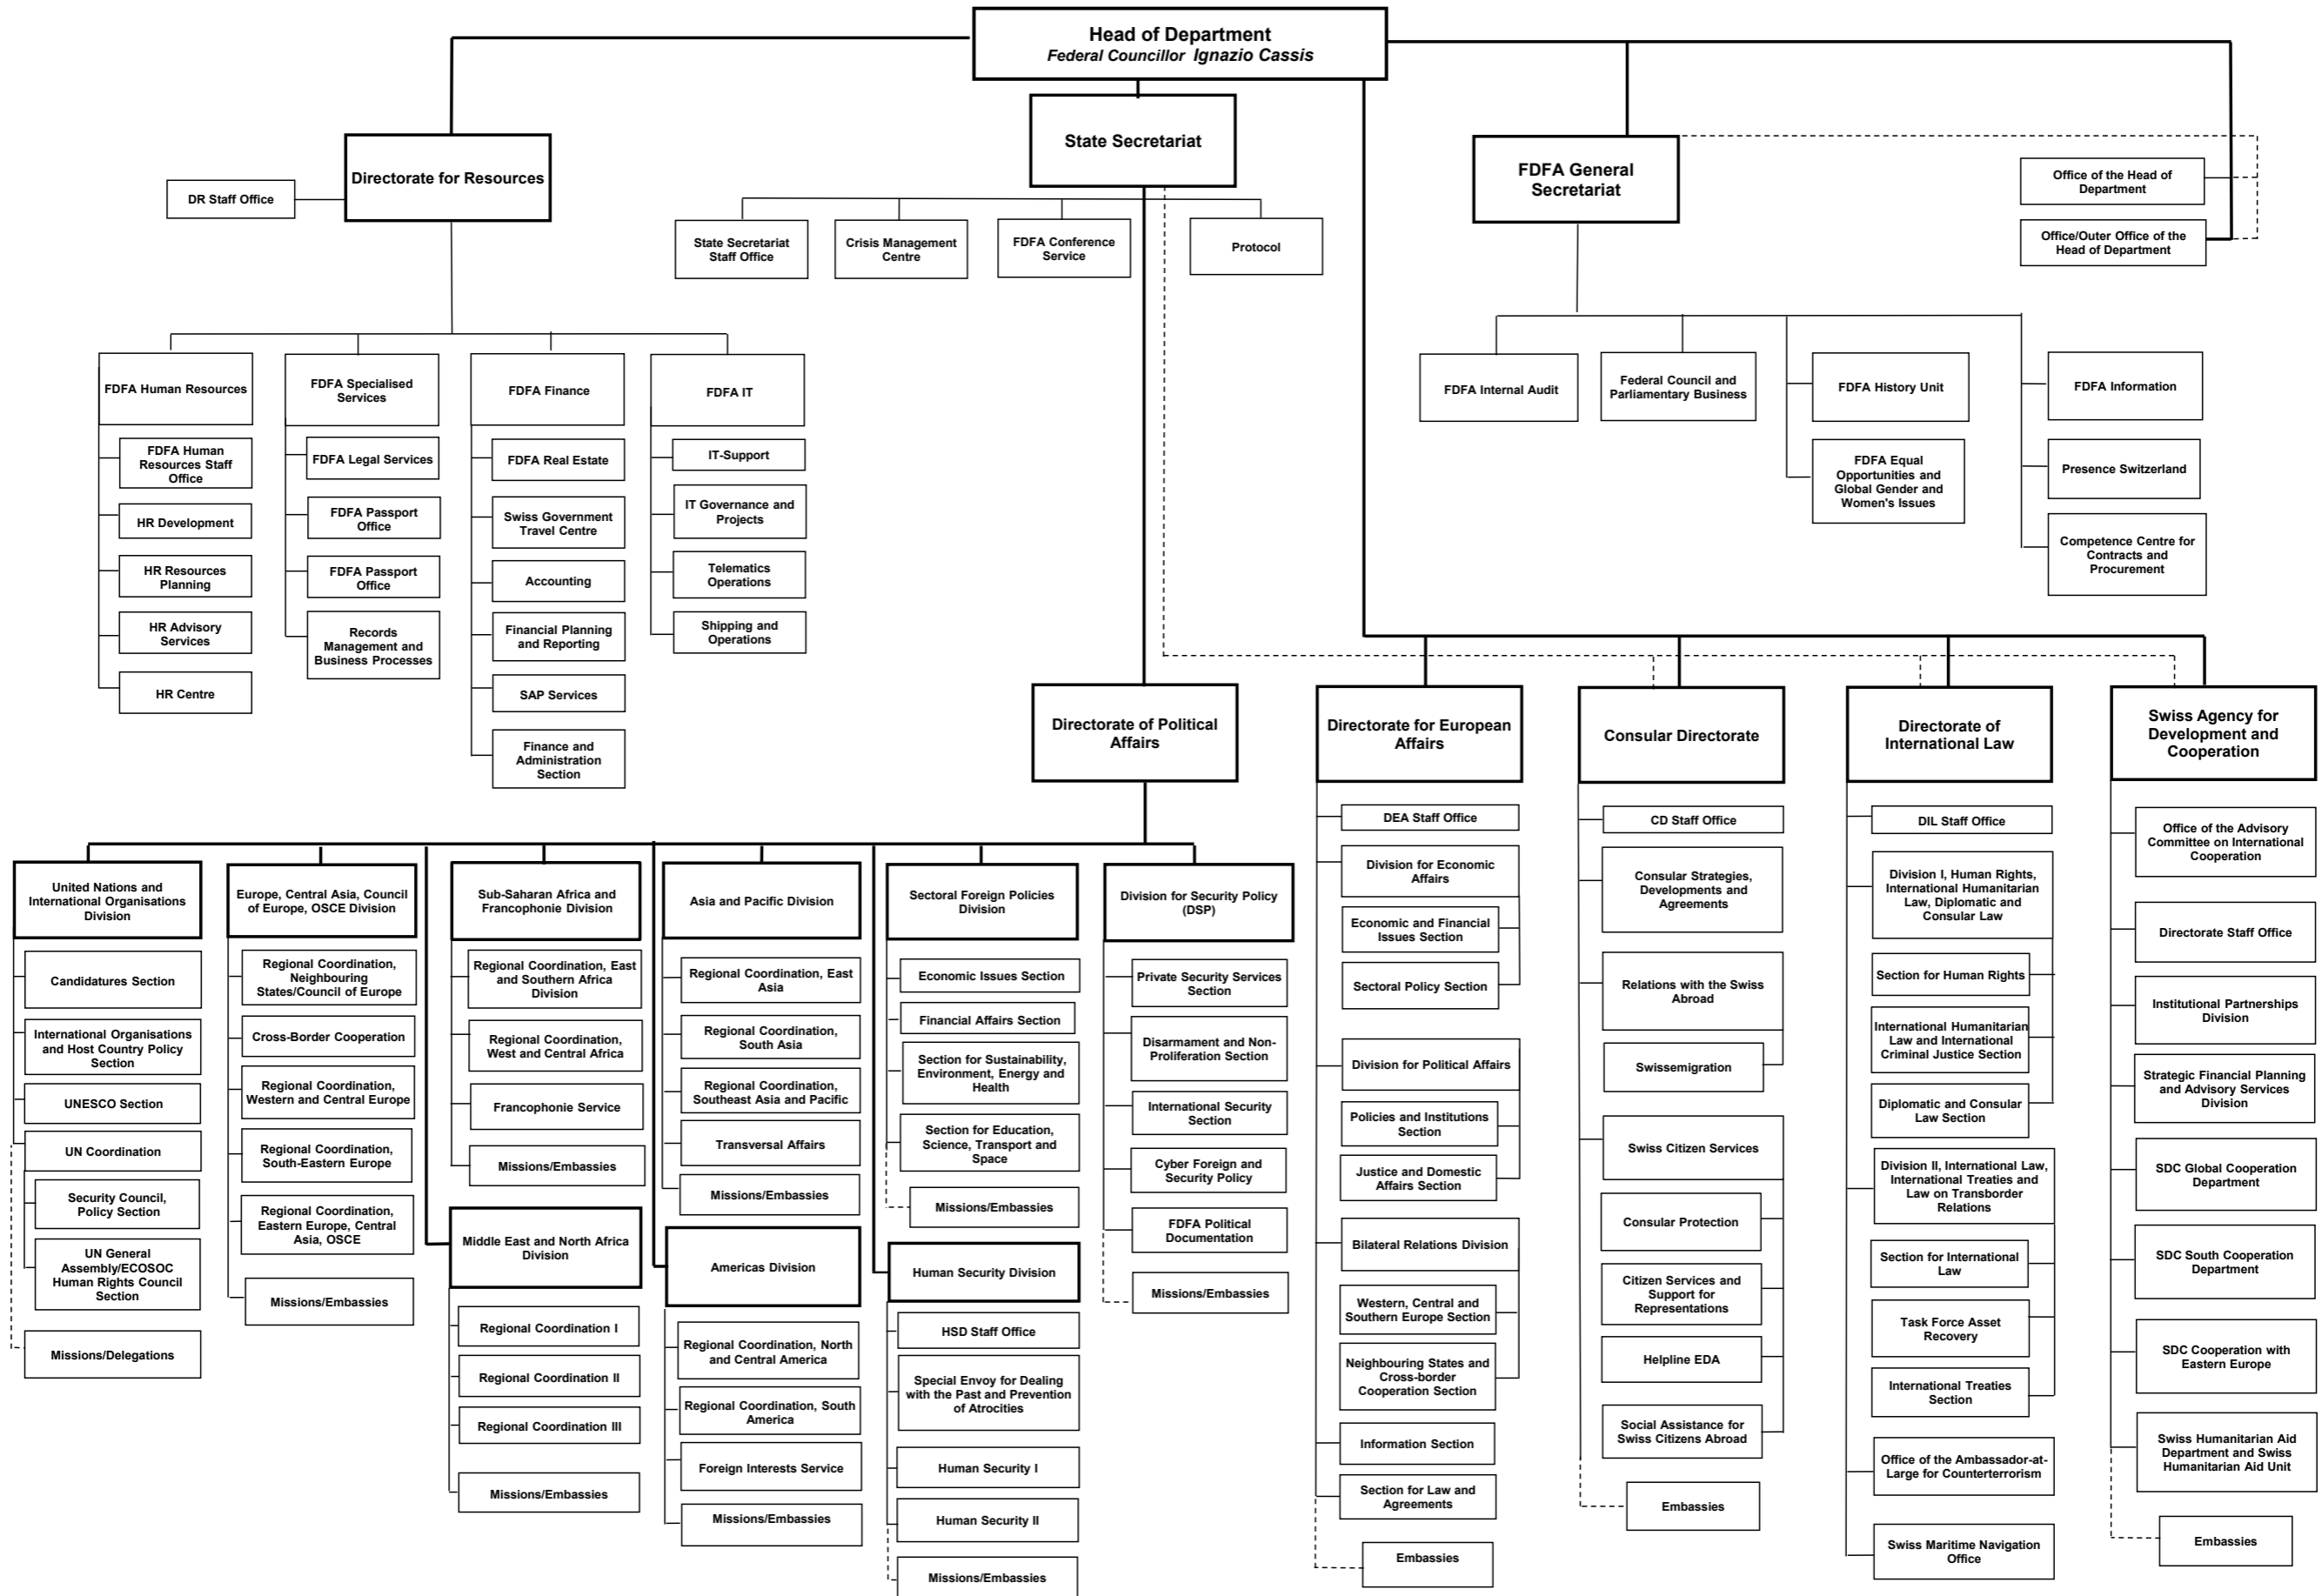 Head of Department
Federal Councillor Ignazio Cassis
State Secretariat
Directorate for Resources
DR Staff Office
FDFA General
Secretariat
Office of the Head of
Department
Office/Outer Office of the
Head of Department
State Secretariat
Staff Office
Crisis Management
Centre
FDFA Conference
Service
Protocol
FDFA Human Resources
FDFA Human
Resources Staff
Office
HR Development
HR Resources
Planning
HR Advisory
Services
HR Centre
FDFA Specialised
Services
FDFA Legal Services
FDFA Passport
Office
FDFA Passport
Office
Records
Management and
Business Processes
FDFA Finance
FDFA Real Estate
Swiss Government
Travel Centre
Accounting
Financial Planning
and Reporting
SAP Services
Finance and
Administration
Section
FDFA IT
IT-Support
IT Governance and
Projects
Telematics
Operations
Shipping and
Operations
FDFA Internal Audit
Federal Council and
Parliamentary Business
FDFA History Unit
FDFA Equal
Opportunities and
Global Gender and
Women's Issues
FDFA Information
Presence Switzerland
Competence Centre for
Contracts and
Procurement
Directorate of Political
Affairs
Directorate for European
Affairs
Consular Directorate
Directorate of
International Law
Swiss Agency for
Development and
Cooperation
United Nations and
International Organisations
Division
Candidatures Section
International Organisations
and Host Country Policy
Section
UNESCO Section
UN Coordination
Security Council,
Policy Section
UN General
Assembly/ECOSOC
Human Rights Council
Section
Missions/Delegations
Europe, Central Asia, Council
of Europe, OSCE Division
Regional Coordination,
Neighbouring
States/Council of Europe
Cross-Border Cooperation
Regional Coordination,
Western and Central Europe
Regional Coordination,
South-Eastern Europe
Regional Coordination,
Eastern Europe, Central
Asia, OSCE
Missions/Embassies
Sub-Saharan Africa and
Francophonie Division
Regional Coordination, East
and Southern Africa
Division
Regional Coordination,
West and Central Africa
Francophonie Service
Missions/Embassies
Middle East and North Africa
Division
Regional Coordination I
Regional Coordination II
Regional Coordination III
Missions/Embassies
Asia and Pacific Division
Regional Coordination, East
Asia
Regional Coordination,
South Asia
Regional Coordination,
Southeast Asia and Pacific
Transversal Affairs
Missions/Embassies
Americas Division
Regional Coordination, North
and Central America
Regional Coordination, South
America
Foreign Interests Service
Missions/Embassies
Sectoral Foreign Policies
Division
Economic Issues Section
Financial Affairs Section
Section for Sustainability,
Environment, Energy and
Health
Section for Education,
Science, Transport and
Space
Missions/Embassies
Human Security Division
HSD Staff Office
Special Envoy for Dealing
with the Past and Prevention
of Atrocities
Human Security I
Human Security II
Missions/Embassies
Division for Security Policy
(DSP)
Private Security Services
Section
Disarmament and Non-
Proliferation Section
International Security
Section
Cyber Foreign and
Security Policy
FDFA Political
Documentation
Missions/Embassies
DEA Staff Office
Division for Economic
Affairs
Economic and Financial
Issues Section
Sectoral Policy Section
Division for Political Affairs
Policies and Institutions
Section
Justice and Domestic
Affairs Section
Bilateral Relations Division
Western, Central and
Southern Europe Section
Neighbouring States and
Cross-border
Cooperation Section
Information Section
Section for Law and
Agreements
Embassies
CD Staff Office
Consular Strategies,
Developments and
Agreements
Relations with the Swiss
Abroad
Swissemigration
Swiss Citizen Services
Consular Protection
Citizen Services and
Support for
Representations
Helpline EDA
Social Assistance for
Swiss Citizens Abroad
Embassies
DIL Staff Office
Division I, Human Rights,
International Humanitarian
Law, Diplomatic and
Consular Law
Section for Human Rights
International Humanitarian
Law and International
Criminal Justice Section
Diplomatic and Consular
Law Section
Division II, International Law,
International Treaties and
Law on Transborder
Relations
Section for International
Law
Task Force Asset
Recovery
International Treaties
Section
Office of the Ambassador-at-
Large for Counterterrorism
Swiss Maritime Navigation
Office
Office of the Advisory
Committee on International
Cooperation
Directorate Staff Office
Institutional Partnerships
Division
Strategic Financial Planning
and Advisory Services
Division
SDC Global Cooperation
Department
SDC South Cooperation
Department
SDC Cooperation with
Eastern Europe
Swiss Humanitarian Aid
Department and Swiss
Humanitarian Aid Unit
Embassies